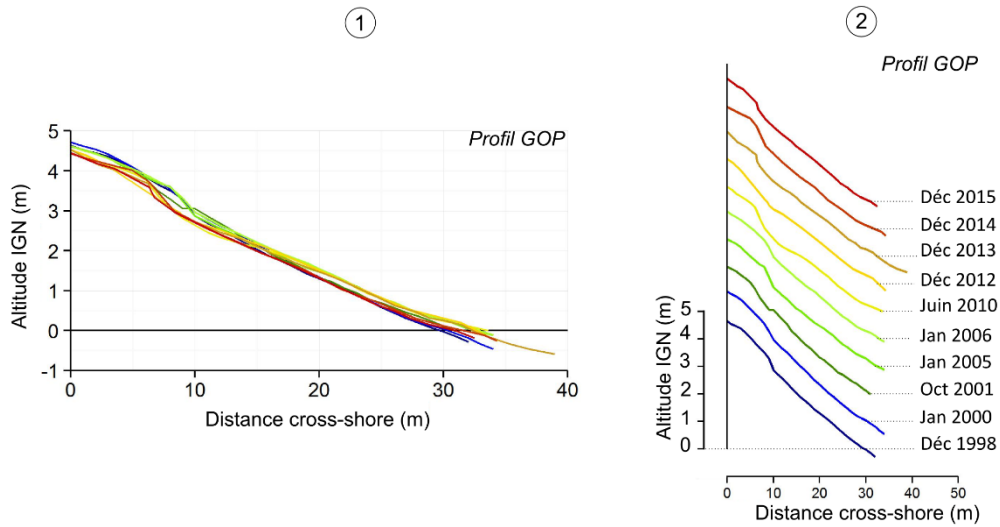 1
Profil GOP
5
4
3
2
1
0
-1
Altitude IGN (m)
0 10 20 30 40
Distance cross-shore (m)
2
Profil GOP
Déc 2015
Déc 2014
Déc 2013
Déc 2012
Juin 2010
Jan 2006
Jan 2005
Oct 2001
Jan 2000
Déc 1998
5
4
3
2
1
0
Altitude IGN (m)
0 10 20 30 40 50
Distance cross-shore (m)